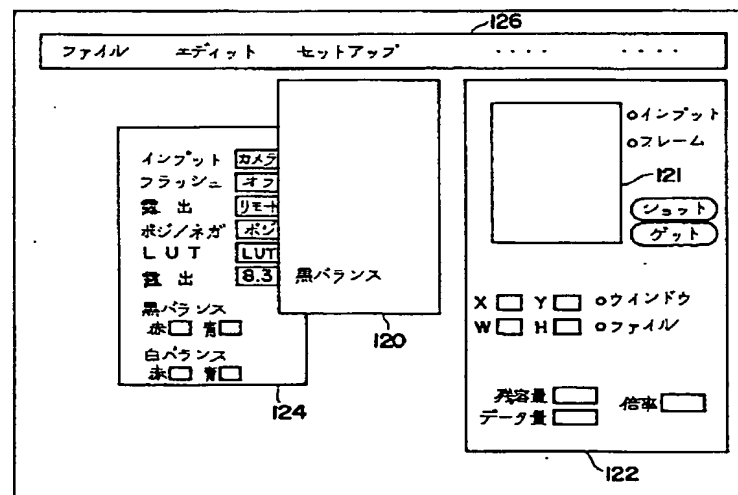 126
ファイル エディット セットアップ ・・・・ ・・・・
インプット カメラ
フラッシュ オフ
露出 リモート
ポジ/ネガ ポジ
LUT LUT
露出 8.3
黒バランス
赤 青
白バランス
赤 青
124
黒バランス
120
インプット
フレーム
121
ショット
ゲット
X Y ウインドウ
W H ファイル
残容量 倍率
データ量
122